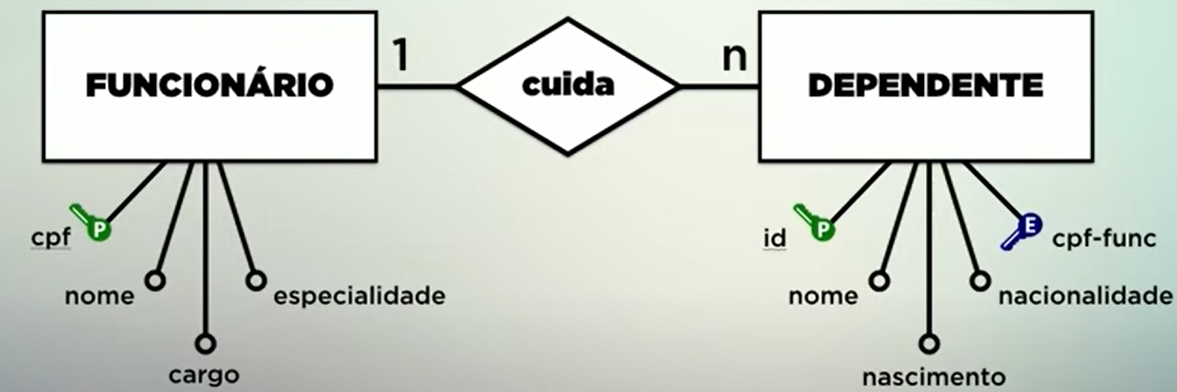 FUNCIONÁRIO
1
cuida
n
DEPENDENTE
P
cpf
nome
cargo
especialidade
P
id
nome
nascimento
nacionalidade
E
cpf-func